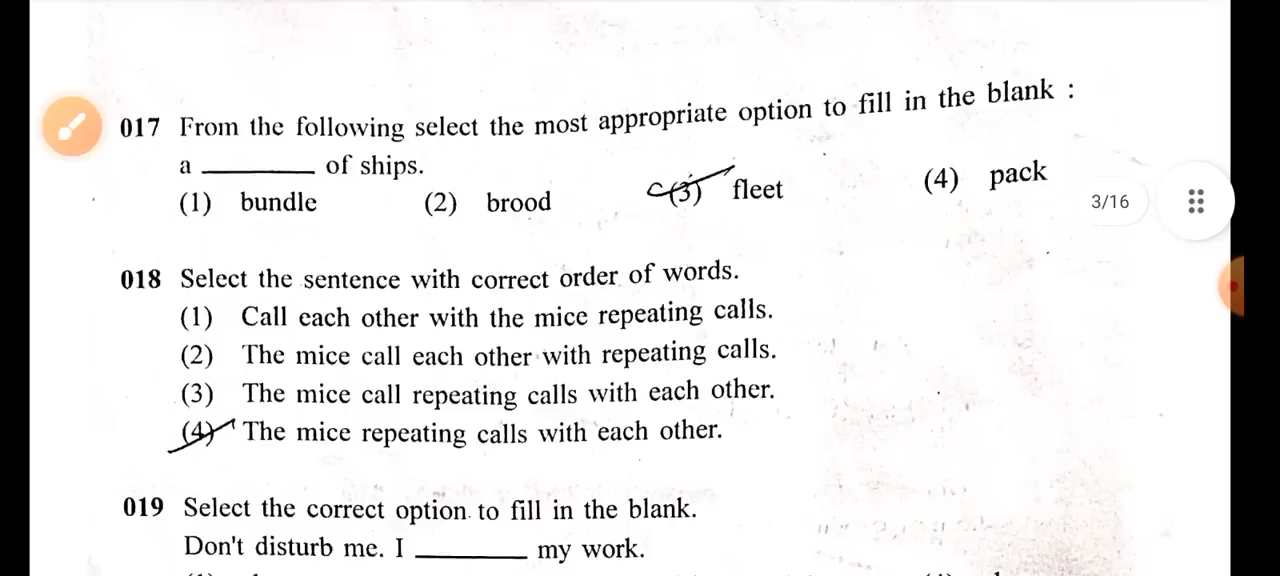 017 From the following select the most appropriate option to fill in the blank :
a ________ of ships.
(1) bundle (2) brood (3) fleet (4) pack
3/16
018 Select the sentence with correct order of words.
(1) Call each other with the mice repeating calls.
(2) The mice call each other with repeating calls.
(3) The mice call repeating calls with each other.
(4) The mice repeating calls with each other.
019 Select the correct option to fill in the blank.
Don't disturb me. I ________ my work.